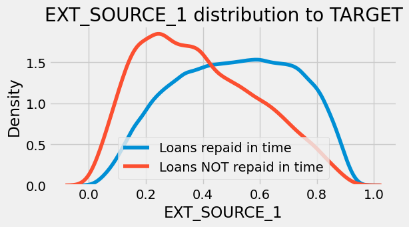 EXT_SOURCE_1 distribution to TARGET
Density
1.5
1.0
0.5
0.0
Loans repaid in time
Loans NOT repaid in time
0.0 0.2 0.4 0.6 0.8 1.0
EXT_SOURCE_1